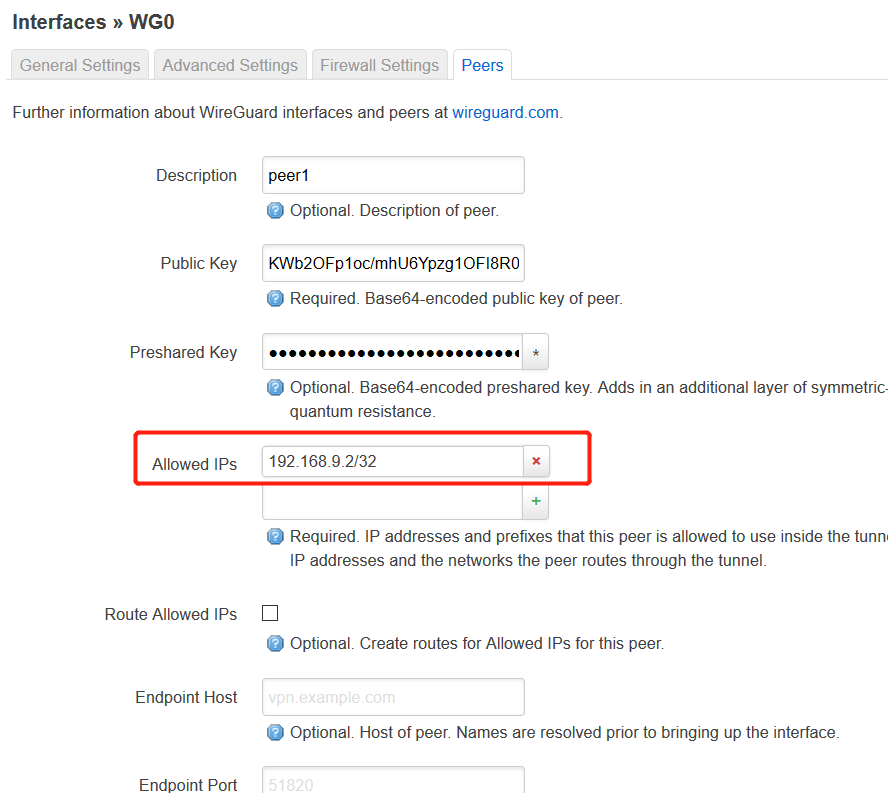 Interfaces » WG0
General Settings Advanced Settings Firewall Settings Peers
Further information about WireGuard interfaces and peers at wireguard.com.
Description peer1
Optional. Description of peer.
Public Key KWb2OFp1oc/mhU6Ypzg1OFI8R0
Required. Base64-encoded public key of peer.
Preshared Key ●●●●●●●●●●●●●●●●●●●●●●●●●● *
Optional. Base64-encoded preshared key. Adds in an additional layer of symmetric-
quantum resistance.
Allowed IPs 192.168.9.2/32 ×
+
Required. IP addresses and prefixes that this peer is allowed to use inside the tunne
IP addresses and the networks the peer routes through the tunnel.
Route Allowed IPs
Optional. Create routes for Allowed IPs for this peer.
Endpoint Host vpn.example.com
Optional. Host of peer. Names are resolved prior to bringing up the interface.
Endpoint Port 51820